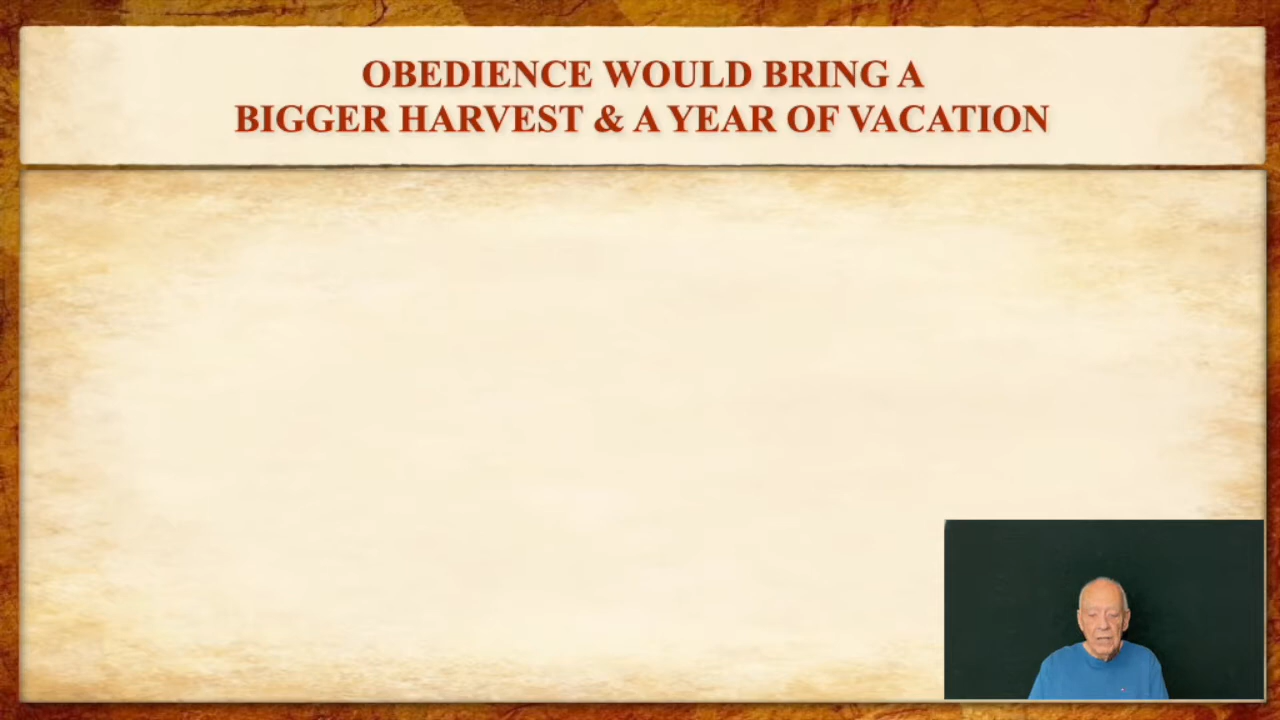 OBEDIENCE WOULD BRING A
BIGGER HARVEST & A YEAR OF VACATION